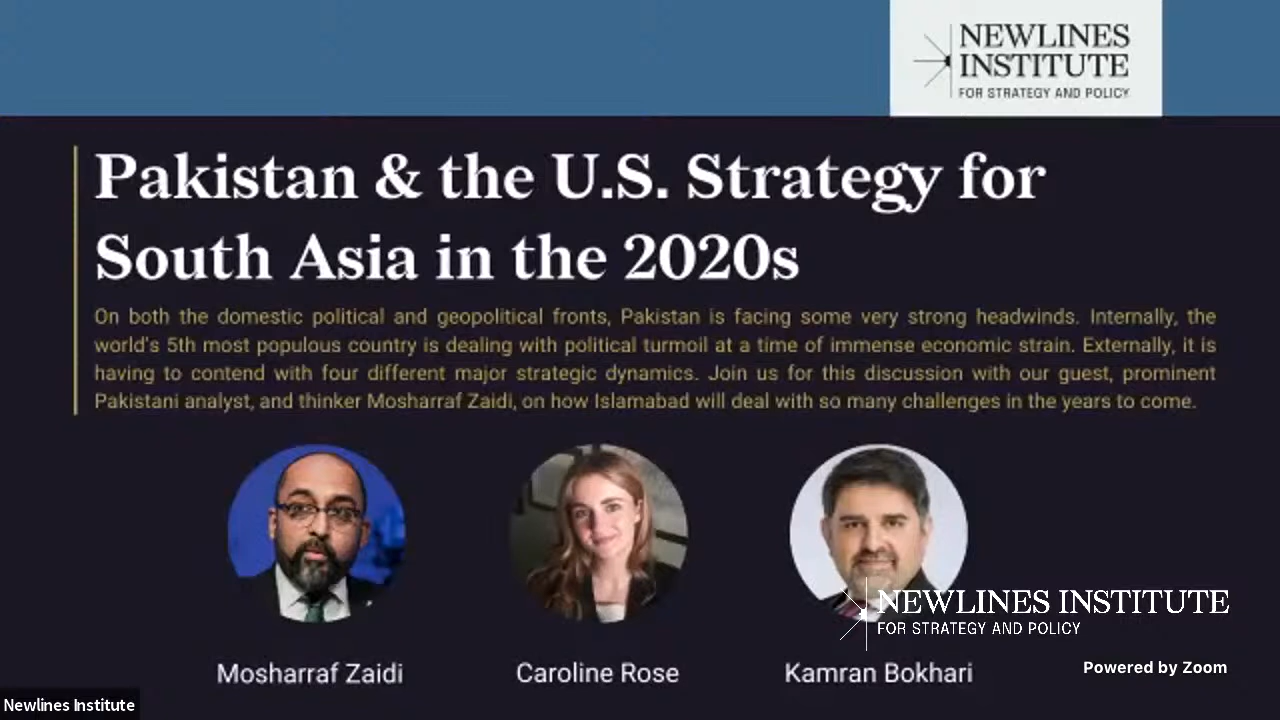 NEWLINES
INSTITUTE
FOR STRATEGY AND POLICY
Pakistan & the U.S. Strategy for
South Asia in the 2020s
On both the domestic political and geopolitical fronts, Pakistan is facing some very strong headwinds. Internally, the
world's 5th most populous country is dealing with political turmoil at a time of immense economic strain. Externally, it is
having to contend with four different major strategic dynamics. Join us for this discussion with our guest, prominent
Pakistani analyst, and thinker Mosharraf Zaidi, on how Islamabad will deal with so many challenges in the years to come.
NEWLINES INSTITUTE
FOR STRATEGY AND POLICY
Mosharraf Zaidi
Caroline Rose
Kamran Bokhari
Powered by Zoom
Newlines Institute